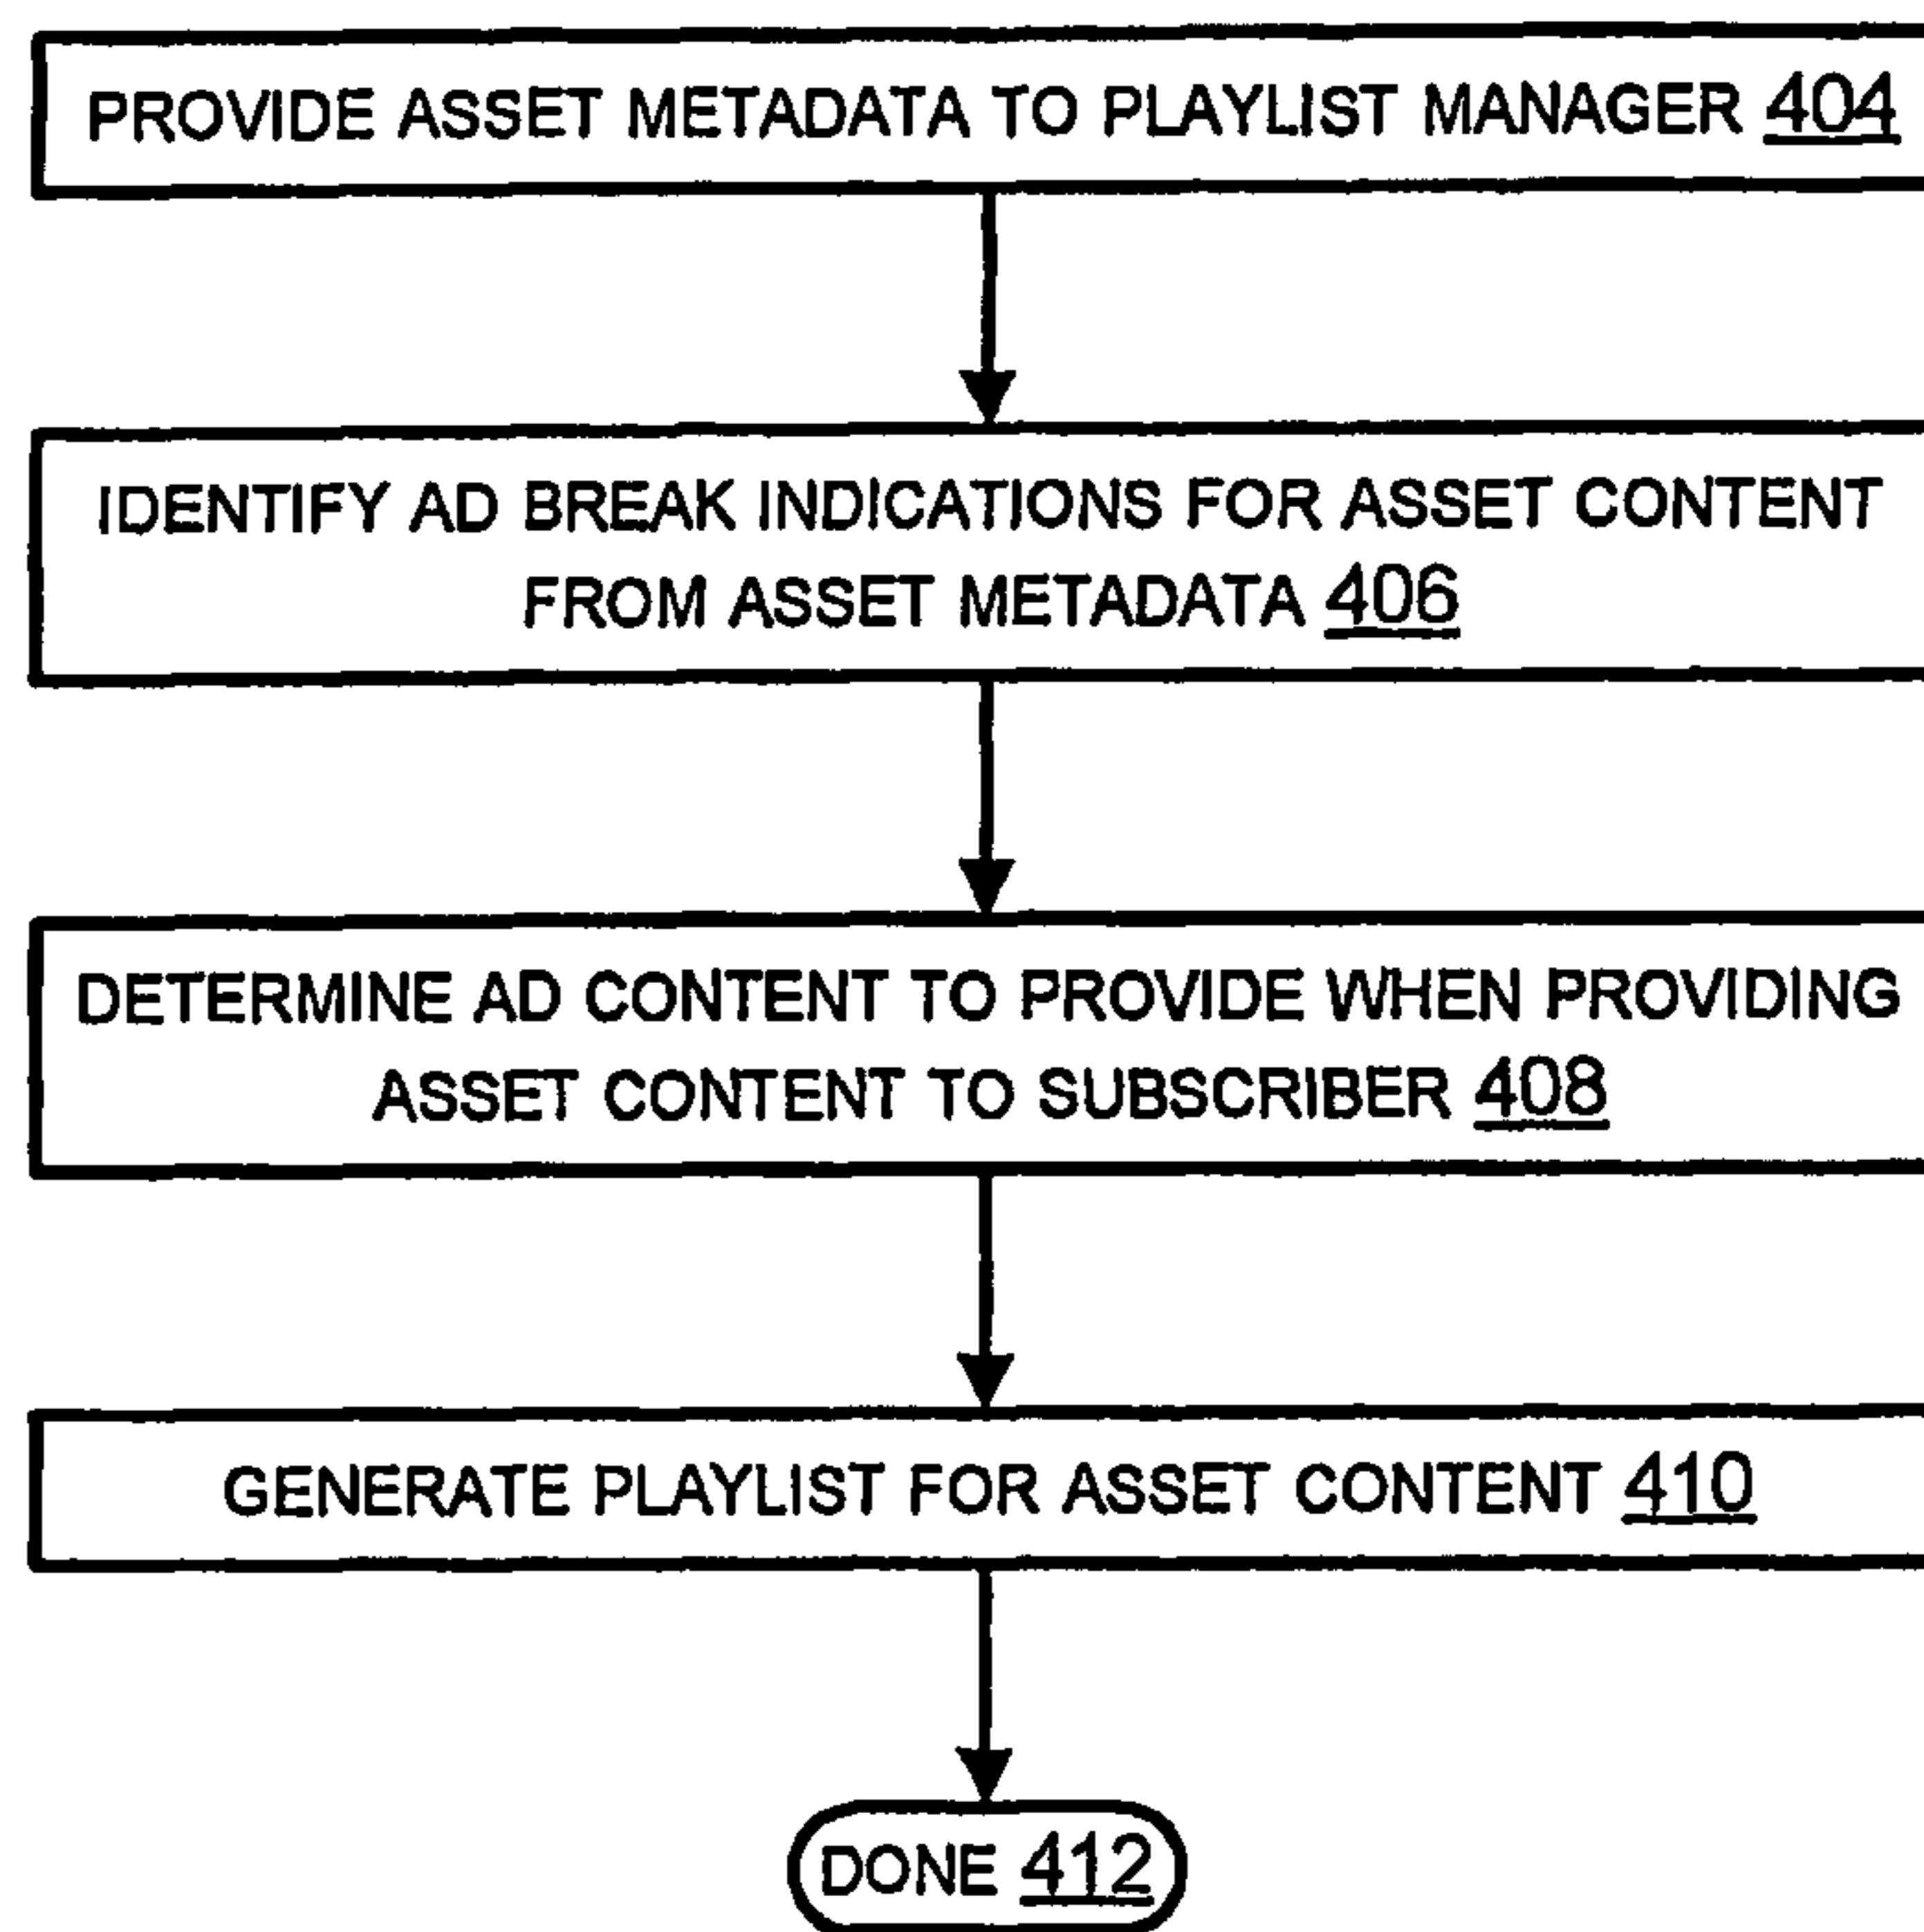 PROVIDE ASSET METADATA TO PLAYLIST MANAGER 404
IDENTIFY AD BREAK INDICATIONS FOR ASSET CONTENT
FROM ASSET METADATA 406
DETERMINE AD CONTENT TO PROVIDE WHEN PROVIDING
ASSET CONTENT TO SUBSCRIBER 408
GENERATE PLAYLIST FOR ASSET CONTENT 410
DONE 412